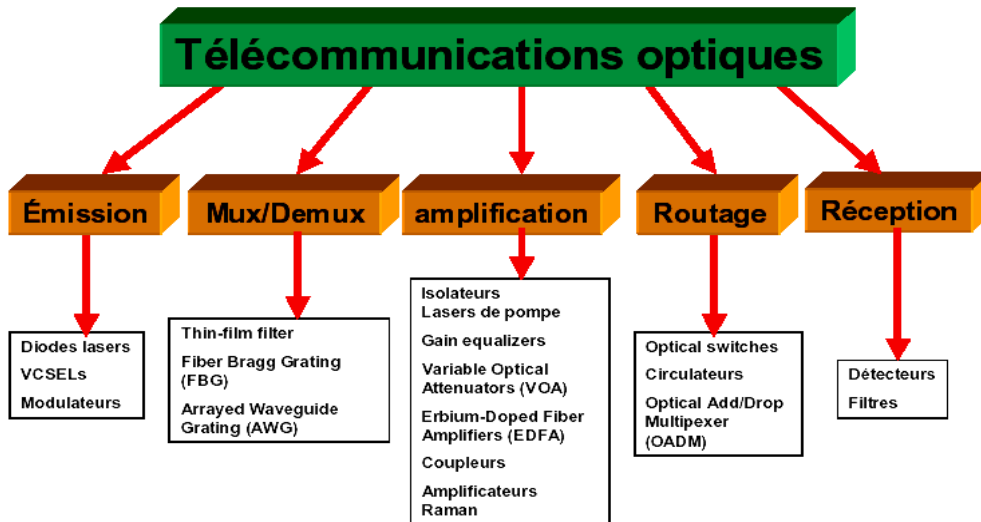 Télécommunications optiques
Émission
Mux/Demux
amplification
Routage
Réception
Diodes lasers
VCSELs
Modulateurs
Thin-film filter
Fiber Bragg Grating
(FBG)
Arrayed Waveguide
Grating (AWG)
Isolateurs
Lasers de pompe
Gain equalizers
Variable Optical
Attenuators (VOA)
Erbium-Doped Fiber
Amplifiers (EDFA)
Coupleurs
Amplificateurs
Raman
Optical switches
Circulateurs
Optical Add/Drop
Multipexer
(OADM)
Détecteurs
Filtres